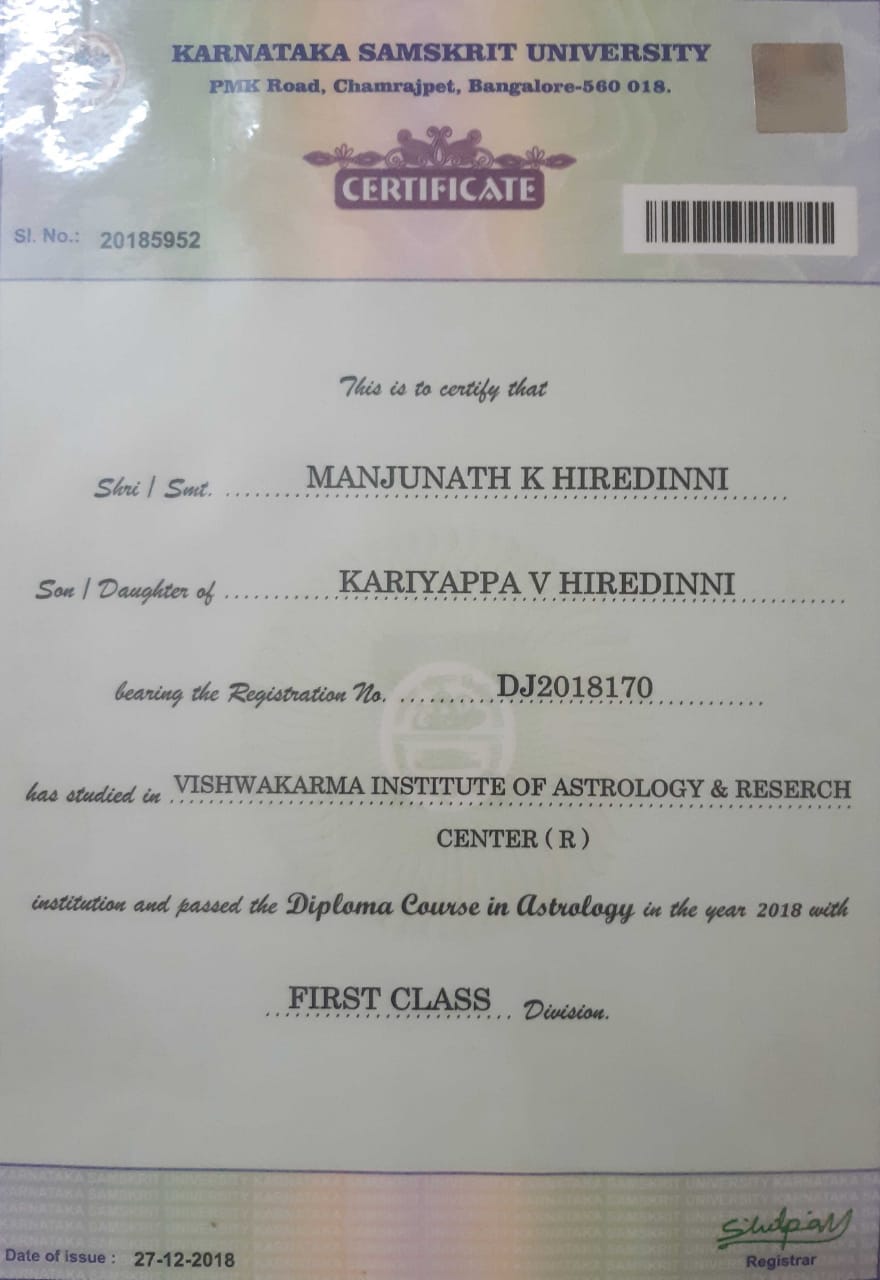 KARNATAKA SAMSKRIT UNIVERSITY
PMK Road, Chamrajpet, Bangalore-560 018.
CERTIFICATE
Sl. No.: 20185952
This is to certify that
Shri / Smt. MANJUNATH K HIREDINNI
Son / Daughter of KARIYAPPA V HIREDINNI
bearing the Registration No. DJ2018170
has studied in VISHWAKARMA INSTITUTE OF ASTROLOGY & RESERCH
CENTER ( R )
institution and passed the Diploma Course in Astrology in the year 2018 with
FIRST CLASS Division.
Date of issue : 27-12-2018
Registrar